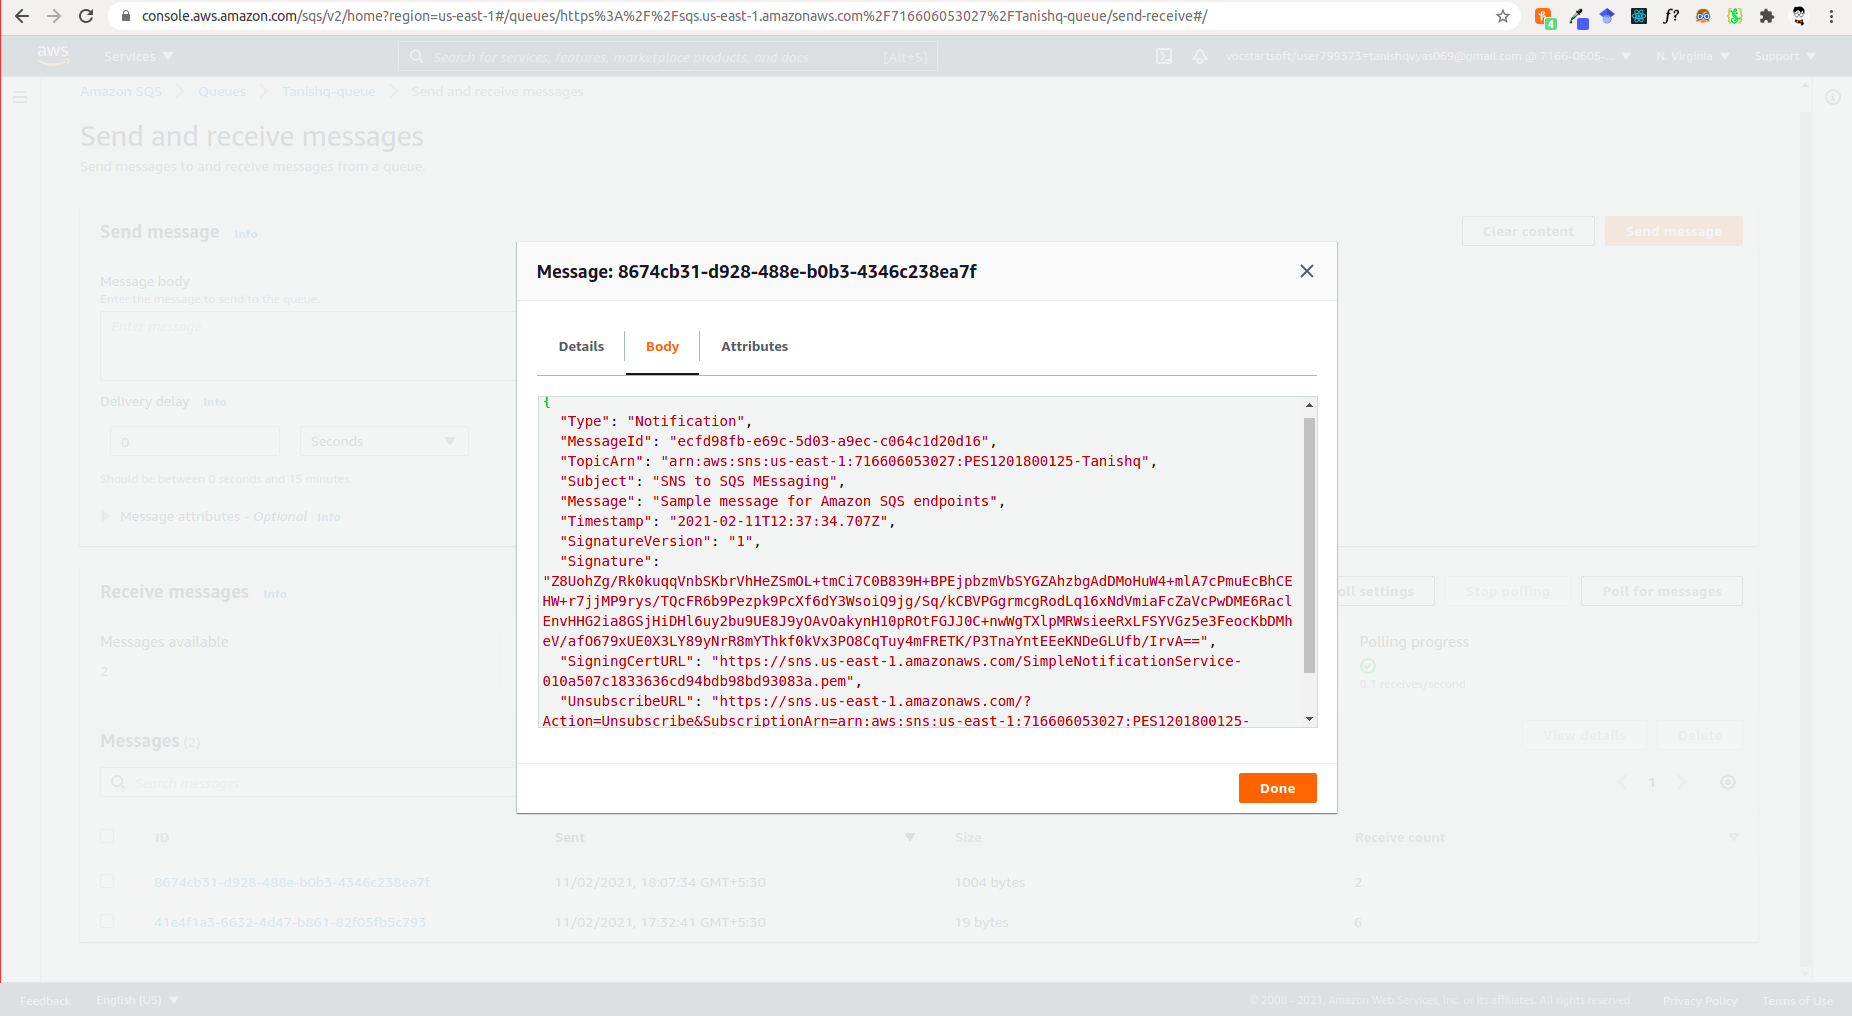 console.aws.amazon.com/sqs/v2/home?region=us-east-1#/queues/https%3A%2F%2Fsqs.us-east-1.amazonaws.com%2F716606053027%2FTanishq-queue/send-receive#/
4
f?
aws
Services
Search for services, features, marketplace products, and docs [Alt+S]
vocstartsoft/user799373=tanishqvyas069@gmail.com @ 7166-0605-...
N. Virginia
Support
Amazon SQS
Queues
Tanishq-queue
Send and receive messages
Send and receive messages
Send messages to and receive messages from a queue.
Send message Info
Clear content
Send message
Message body
Enter the message to send to the queue.
Enter message
Delivery delay Info
0
Seconds
Should be between 0 seconds and 15 minutes.
Message attributes - Optional Info
Message: 8674cb31-d928-488e-b0b3-4346c238ea7f
Details
Body
Attributes
{
"Type": "Notification",
"MessageId": "ecfd98fb-e69c-5d03-a9ec-c064c1d20d16",
"TopicArn": "arn:aws:sns:us-east-1:716606053027:PES1201800125-Tanishq",
"Subject": "SNS to SQS MEssaging",
"Message": "Sample message for Amazon SQS endpoints",
"Timestamp": "2021-02-11T12:37:34.707Z",
"SignatureVersion": "1",
"Signature":
"Z8UohZg/Rk0kuqqVnbSKbrVhHeZSmOL+tmCi7C0B839H+BPEjpbzmVbSYGZAhzbgAdDMoHuW4+mlA7cPmuEcBhCE
HW+r7jjMP9rys/TQcFR6b9Pezpk9PcXf6dY3WsoiQ9jg/Sq/kCBVPGgrmcgRodLq16xNdVmiaFcZaVcPwDME6Racl
EnvHHG2ia8GSjHiDHl6uy2bu9UE8J9yOAvOakynH10pROtFGJJ0C+nwWgTXlpMRWsieeRxLFSYVGz5e3FeocKbDMh
eV/afO679xUE0X3LY89yNrR8mYThkf0kVx3PO8CqTuy4mFRETK/P3TnaYntEEeKNDeGLUfb/IrvA==",
"SigningCertURL": "https://sns.us-east-1.amazonaws.com/SimpleNotificationService-
010a507c1833636cd94bdb98bd93083a.pem",
"UnsubscribeURL": "https://sns.us-east-1.amazonaws.com/?
Action=Unsubscribe&SubscriptionArn=arn:aws:sns:us-east-1:716606053027:PES1201800125-
Done
Receive messages Info
oll settings
Stop polling
Poll for messages
Messages available
2
Polling progress
0.1 receives/second
Messages (2)
View details
Delete
Search messages
1
ID
Sent
Size
Receive count
8674cb31-d928-488e-b0b3-4346c238ea7f
11/02/2021, 18:07:34 GMT+5:30
1004 bytes
2
41e4f1a3-6632-4d47-b861-82f05fb5c793
11/02/2021, 17:32:41 GMT+5:30
19 bytes
6
Feedback
English (US)
© 2008 - 2021, Amazon Web Services, Inc. or its affiliates. All rights reserved.
Privacy Policy
Terms of Use